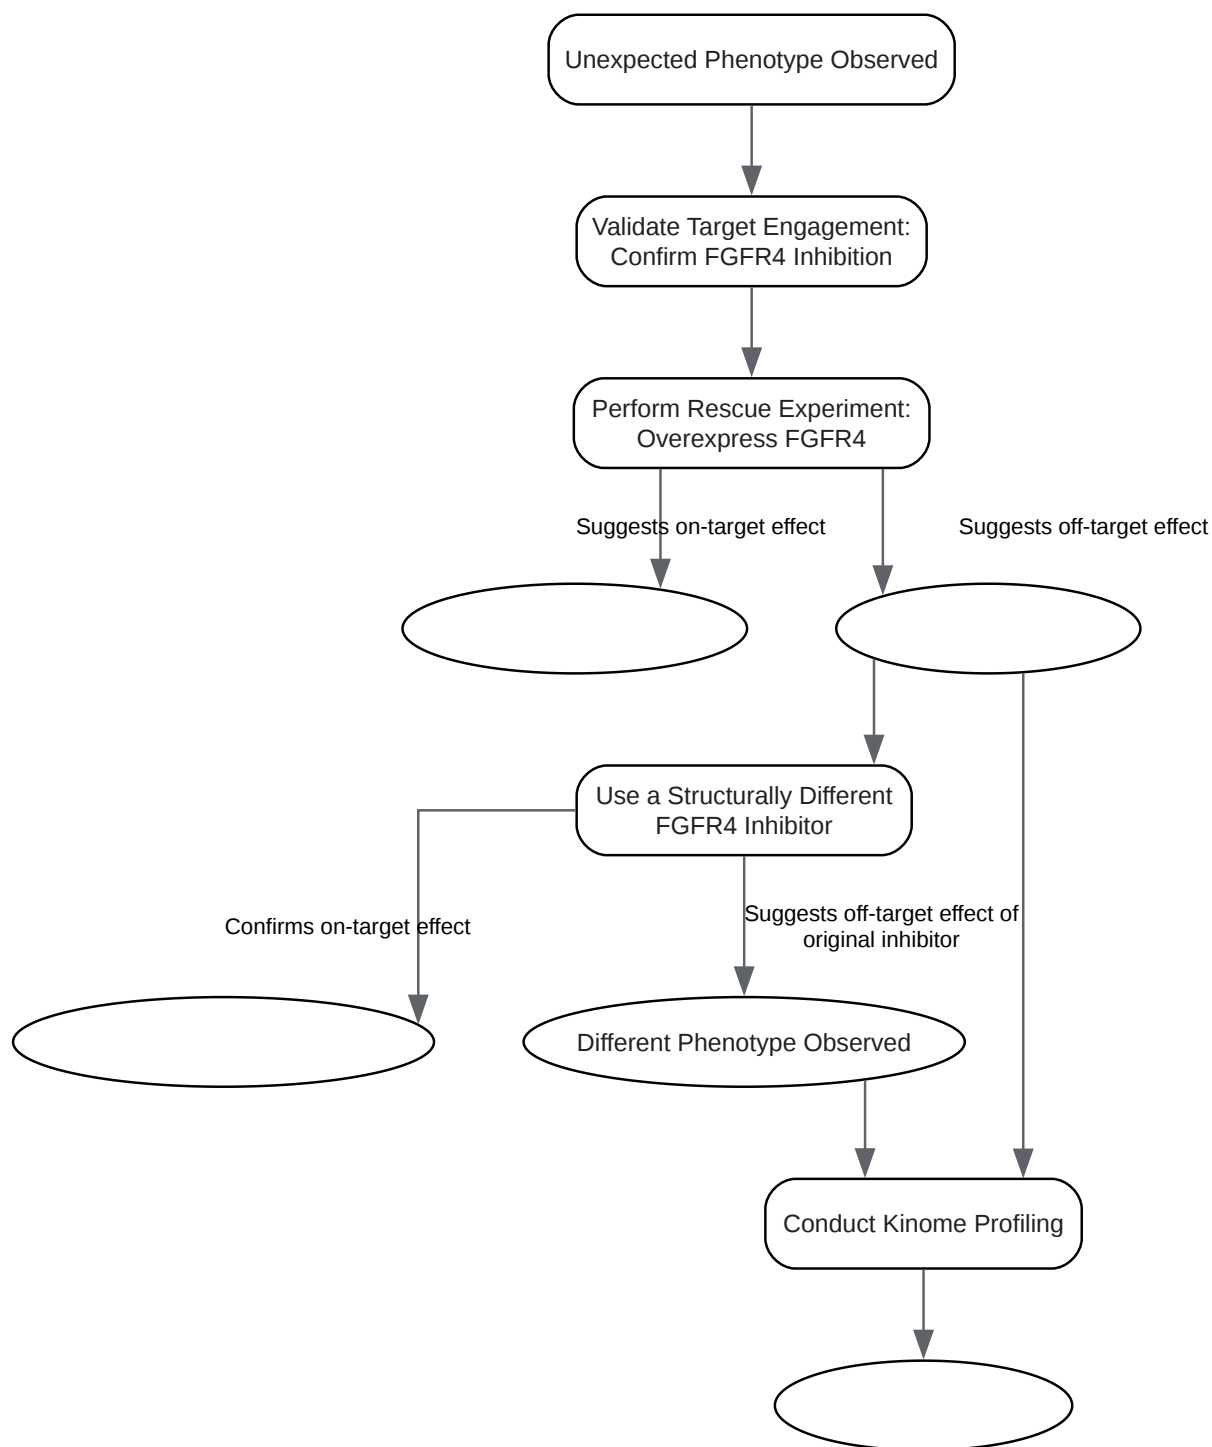 Unexpected Phenotype Observed
Validate Target Engagement:
Confirm FGFR4 Inhibition
Perform Rescue Experiment:
Overexpress FGFR4
Suggests on-target effect
Suggests off-target effect
Use a Structurally Different
FGFR4 Inhibitor
Confirms on-target effect
Suggests off-target effect of
original inhibitor
Different Phenotype Observed
Conduct Kinome Profiling